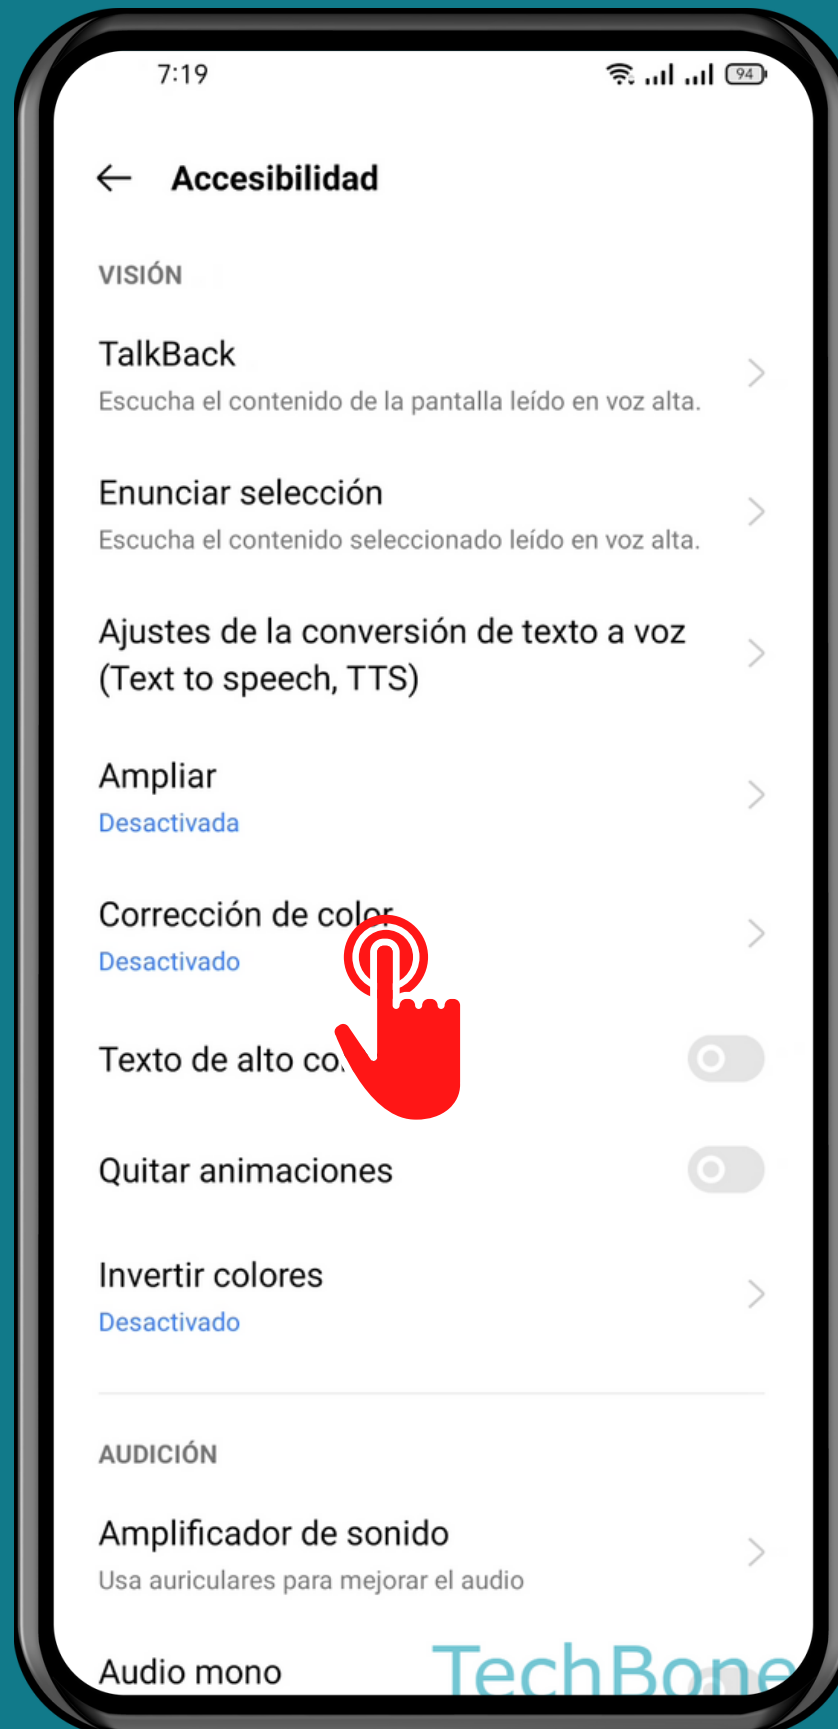 7:19
94
Accesibilidad
VISIÓN
TalkBack
Escucha el contenido de la pantalla leído en voz alta.
Enunciar selección
Escucha el contenido seleccionado leído en voz alta.
Ajustes de la conversión de texto a voz
(Text to speech, TTS)
Ampliar
Desactivada
Corrección de color
Desactivado
Texto de alto
Quitar animaciones
Invertir colores
Desactivado
AUDICIÓN
Amplificador de sonido
Usa auriculares para mejorar el audio
Audio mono
TechBone